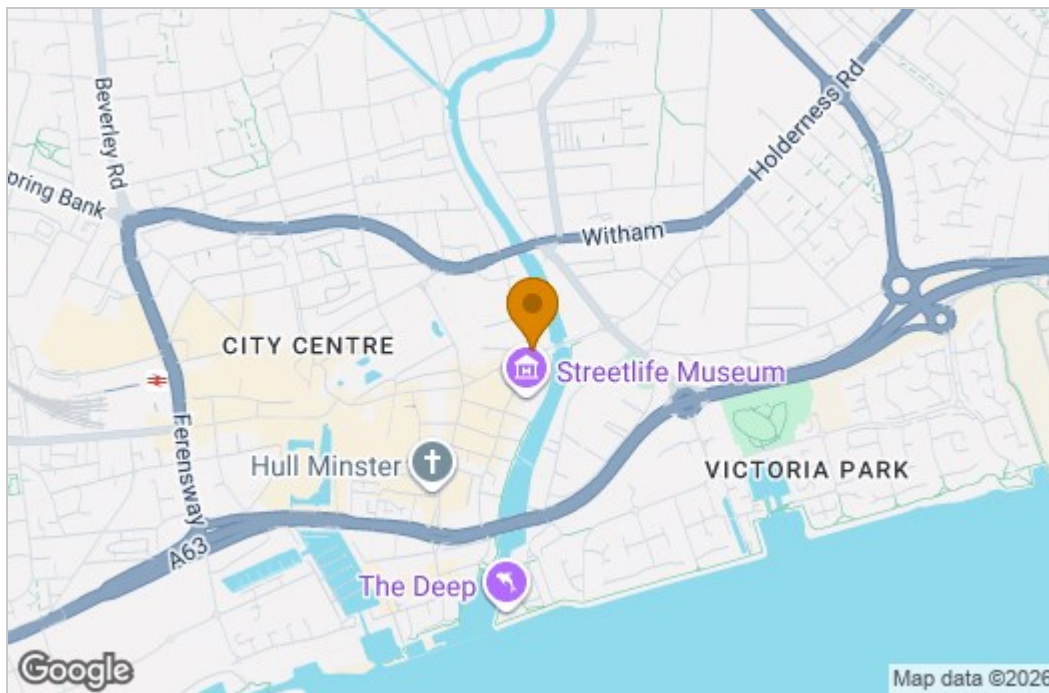 Beverley Rd
pring Bank
Holderness Rd
Witham
CITY CENTRE
Streetlife Museum
Ferensway
Hull Minster
VICTORIA PARK
A63
The Deep
Google
Map data ©2026